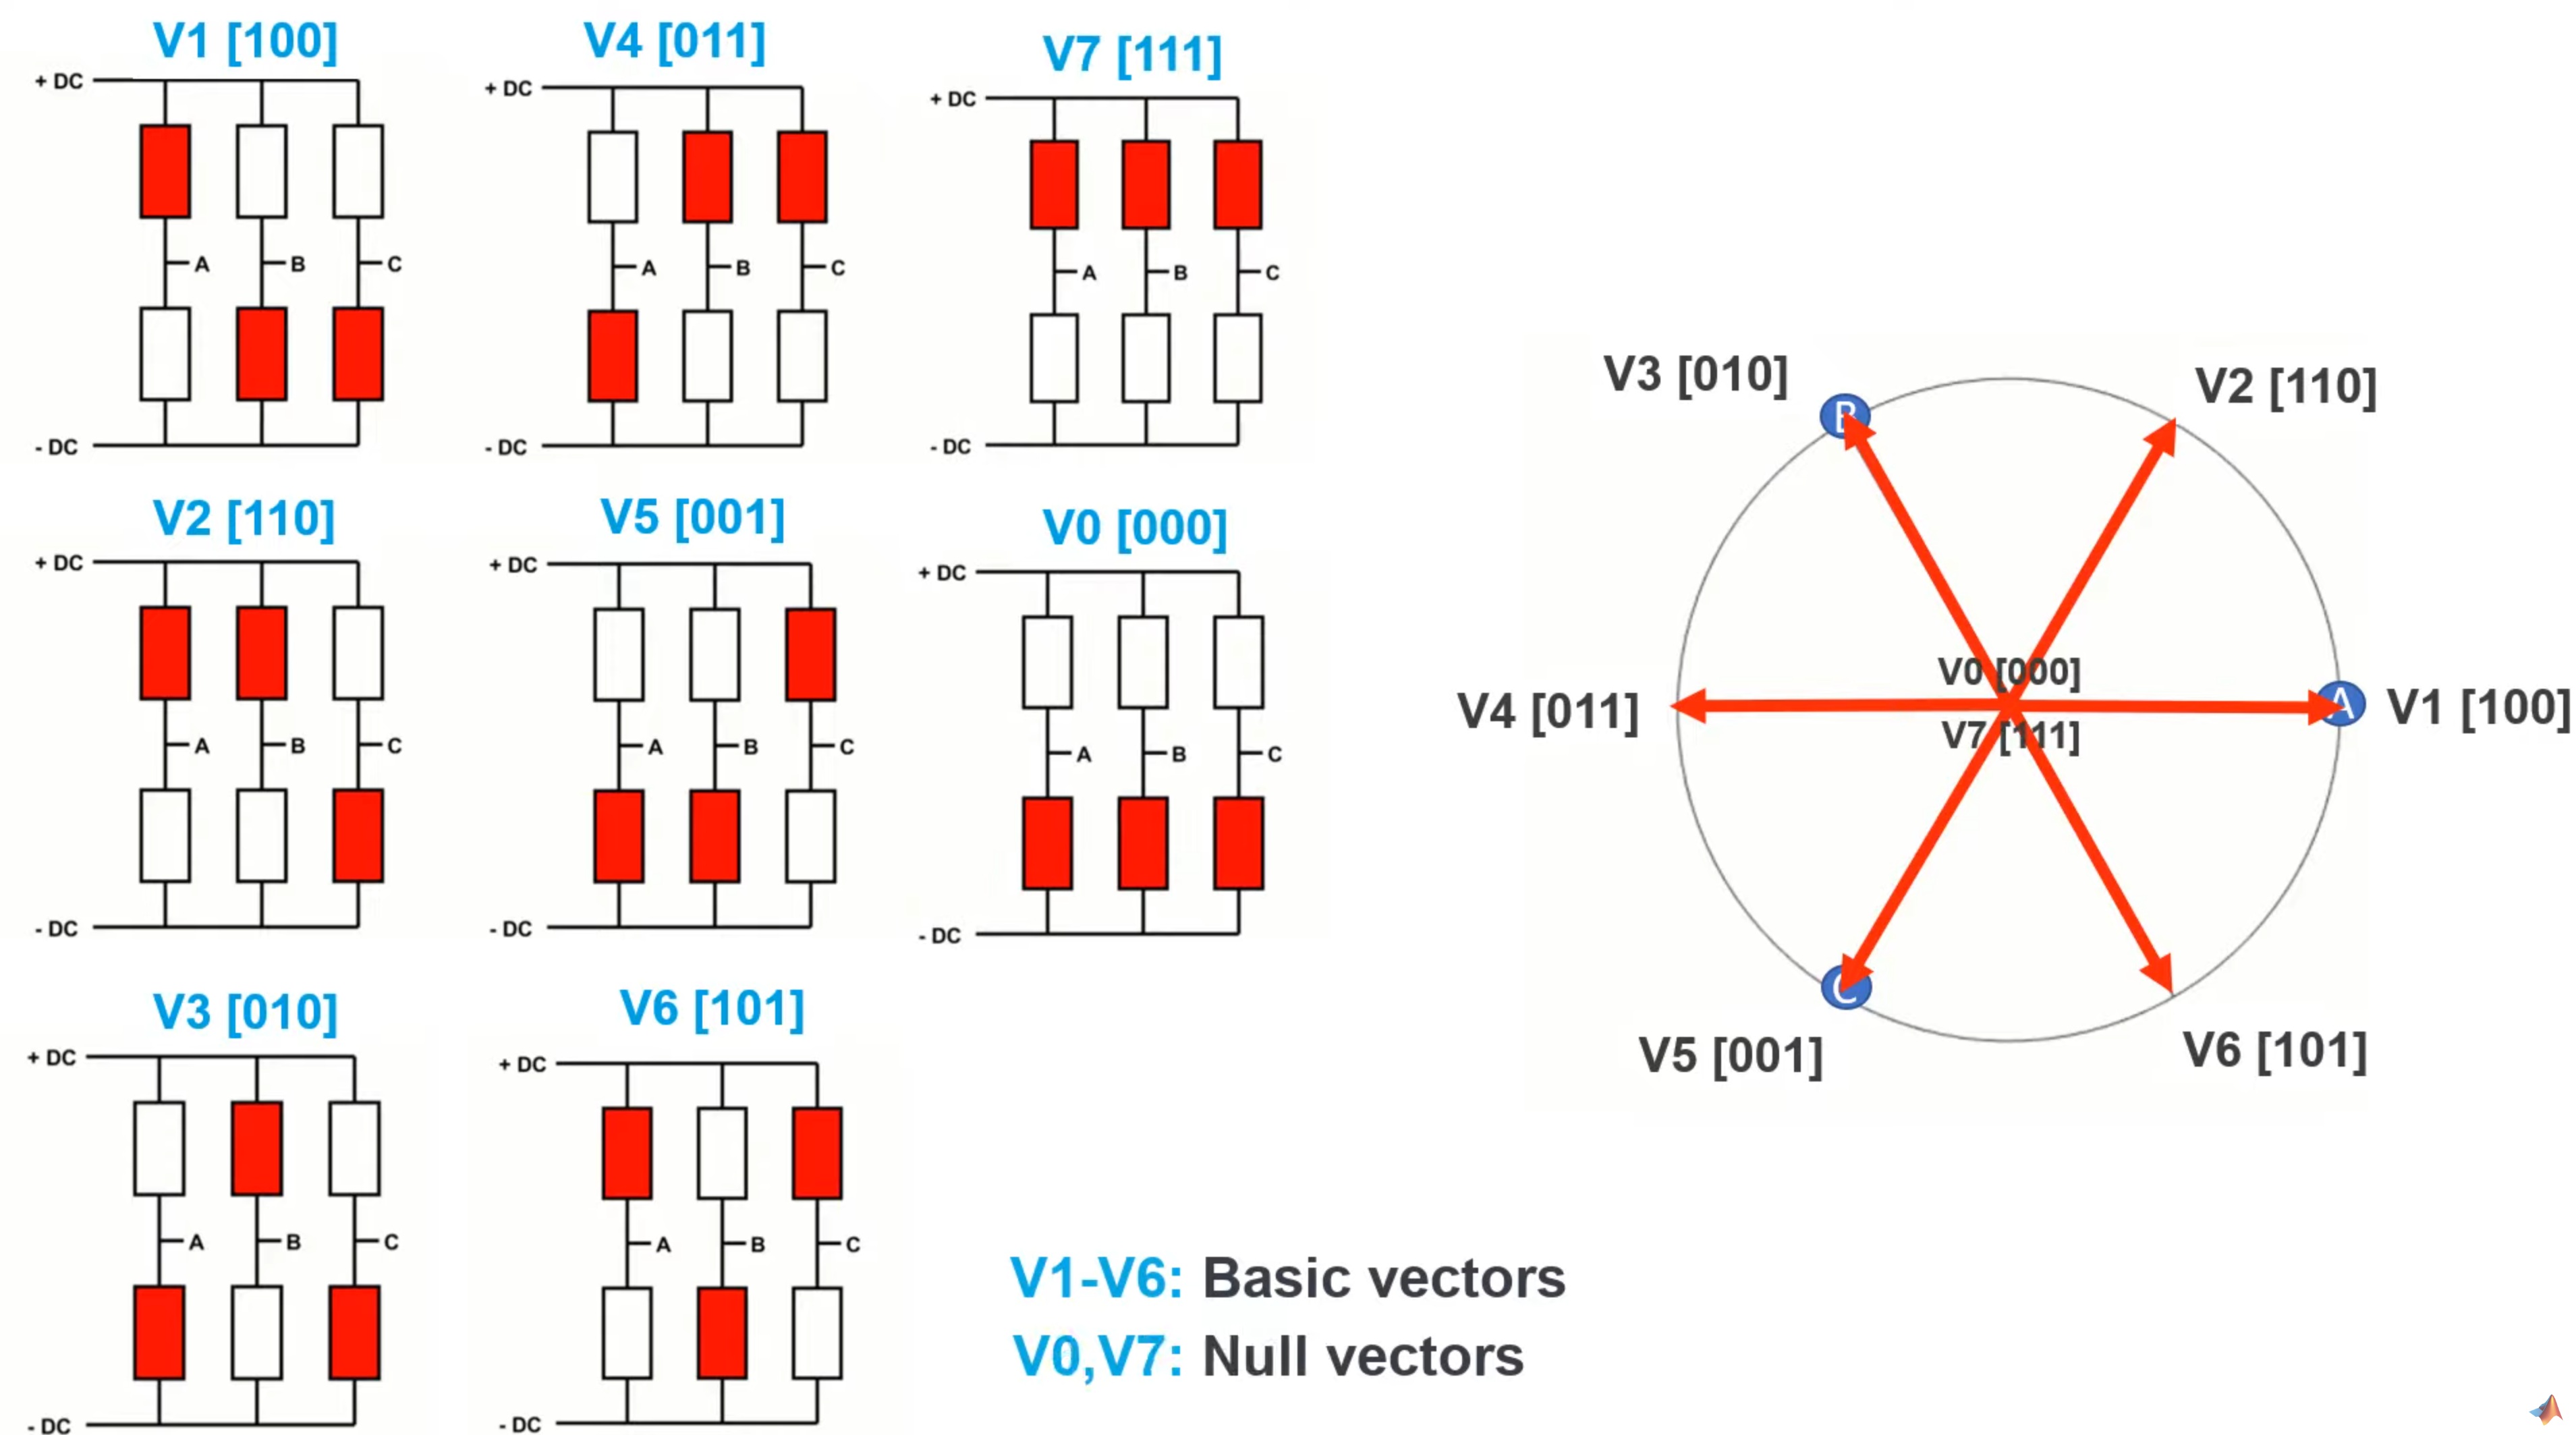 V1 [100]
+ DC
A
B
C
- DC
V4 [011]
+ DC
A
B
C
- DC
V7 [111]
+ DC
A
B
C
- DC
V2 [110]
+ DC
A
B
C
- DC
V5 [001]
+ DC
A
B
C
- DC
V0 [000]
+ DC
A
B
C
- DC
V3 [010]
+ DC
A
B
C
- DC
V6 [101]
+ DC
A
B
C
- DC
V3 [010]
B
V2 [110]
V0 [000]
V4 [011]
A
V1 [100]
V7 [111]
C
V5 [001]
V6 [101]
V1-V6: Basic vectors
V0,V7: Null vectors